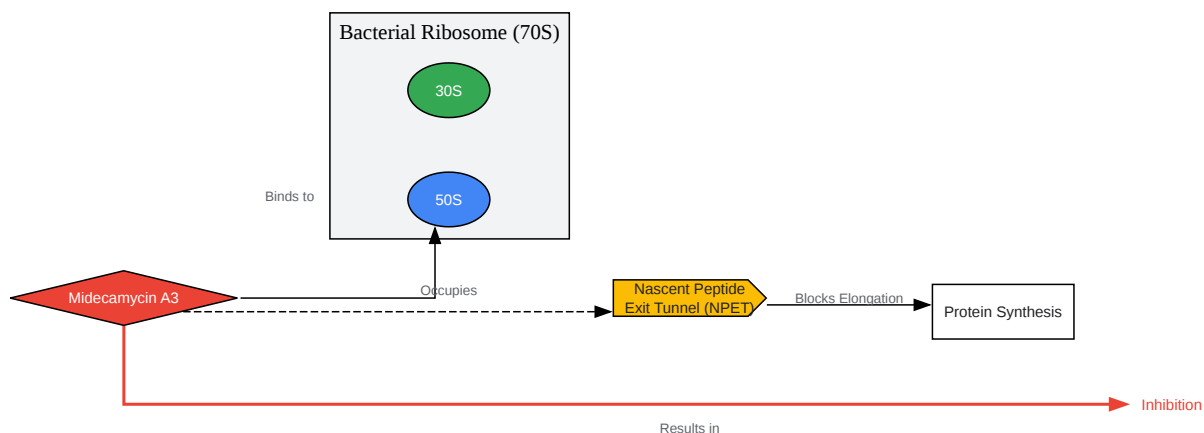 Bacterial Ribosome (70S)
30S
50S
Binds to
Midecamycin A3
Occupies
Nascent Peptide
Exit Tunnel (NPET)
Blocks Elongation
Protein Synthesis
Inhibition
Results in